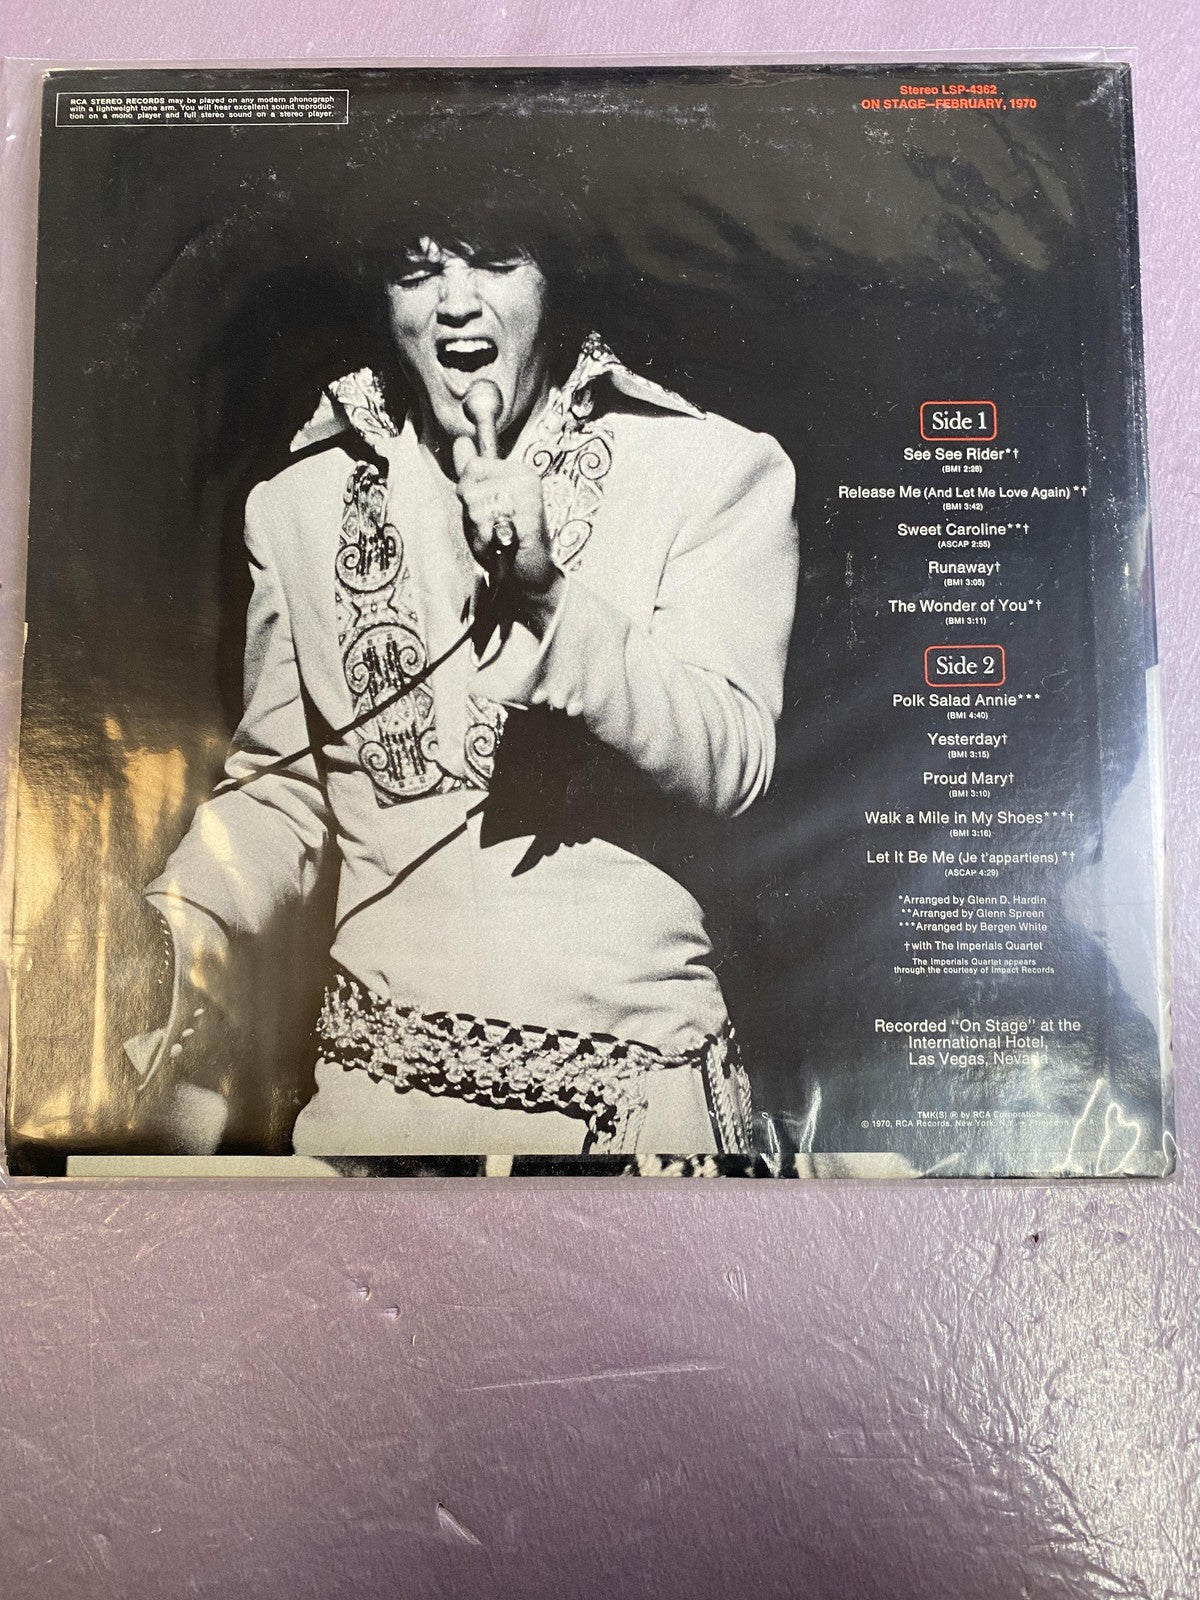 RCA STEREO RECORDS may be played on any modern phonograph
with a lightweight tone arm. You will hear excellent sound reproduc-
tion on a mono player and full stereo sound on a stereo player.
Stereo LSP-4362
ON STAGE—FEBRUARY, 1970
Side 1
See See Rider*†
(BMI 2:28)
Release Me (And Let Me Love Again)*†
(BMI 3:42)
Sweet Caroline**†
(ASCAP 2:55)
Runaway†
(BMI 3:05)
The Wonder of You*†
(BMI 3:11)
Side 2
Polk Salad Annie***
(BMI 4:40)
Yesterday†
(BMI 3:15)
Proud Mary†
(BMI 3:10)
Walk a Mile in My Shoes***†
(BMI 3:16)
Let It Be Me (Je t'appartiens)*†
(ASCAP 4:29)
*Arranged by Glenn D. Hardin
**Arranged by Glenn Spreen
***Arranged by Bergen White
†with The Imperials Quartet
The Imperials Quartet appears
through the courtesy of Impact Records
Recorded "On Stage" at the
International Hotel,
Las Vegas, Nevada
TMK(S) ® by RCA Corporation
© 1970, RCA Records, New York, N.Y. — Printed in U.S.A.